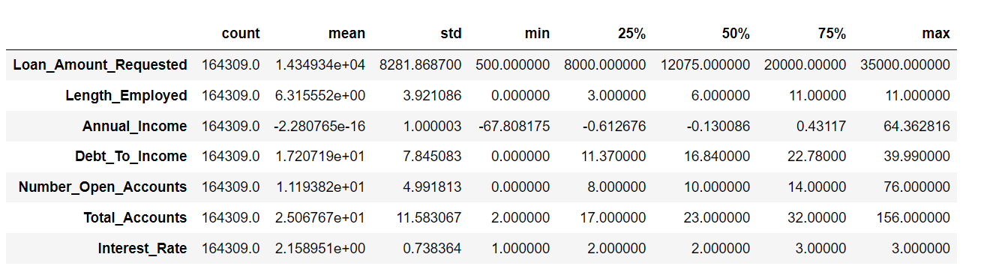 count mean std min 25% 50% 75% max
Loan_Amount_Requested 164309.0 1.434934e+04 8281.868700 500.000000 8000.000000 12075.000000 20000.00000 35000.000000
Length_Employed 164309.0 6.315552e+00 3.921086 0.000000 3.000000 6.000000 11.00000 11.000000
Annual_Income 164309.0 -2.280765e-16 1.000003 -67.808175 -0.612676 -0.130086 0.43117 64.362816
Debt_To_Income 164309.0 1.720719e+01 7.845083 0.000000 11.370000 16.840000 22.78000 39.990000
Number_Open_Accounts 164309.0 1.119382e+01 4.991813 0.000000 8.000000 10.000000 14.00000 76.000000
Total_Accounts 164309.0 2.506767e+01 11.583067 2.000000 17.000000 23.000000 32.00000 156.000000
Interest_Rate 164309.0 2.158951e+00 0.738364 1.000000 2.000000 2.000000 3.00000 3.000000